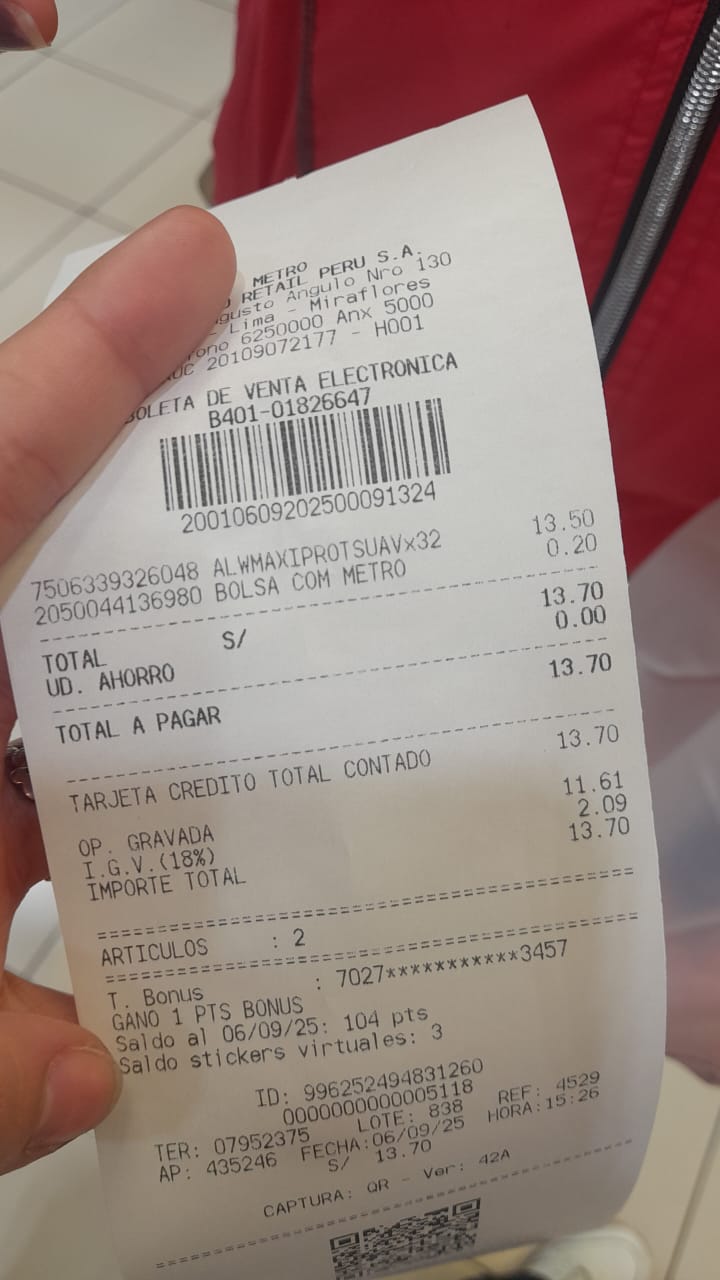 METRO
RETAIL PERU S.A.
Angulo Nro 130
Lima - Miraflores
6250000 Anx 5000
20109072177 - H001
BOLETA DE VENTA ELECTRONICA
B401-01826647
20010609202500091324
7506339326048 ALWMAXIPROTSUAVx32 13.50
2050044136980 BOLSA COM METRO 0.20
TOTAL S/ 13.70
UD. AHORRO 0.00
TOTAL A PAGAR 13.70
TARJETA CREDITO TOTAL CONTADO 13.70
OP. GRAVADA 11.61
I.G.V.(18%) 2.09
IMPORTE TOTAL 13.70
ARTICULOS : 2
T. Bonus : 7027***********3457
GANO 1 PTS BONUS
Saldo al 06/09/25: 104 pts
Saldo stickers virtuales: 3
ID: 996252494831260
0000000000005118
TER: 07952375 LOTE: 838 REF: 4529
AP: 435246 FECHA:06/09/25 HORA:15:26
S/ 13.70
CAPTURA: QR - Ver: 42A